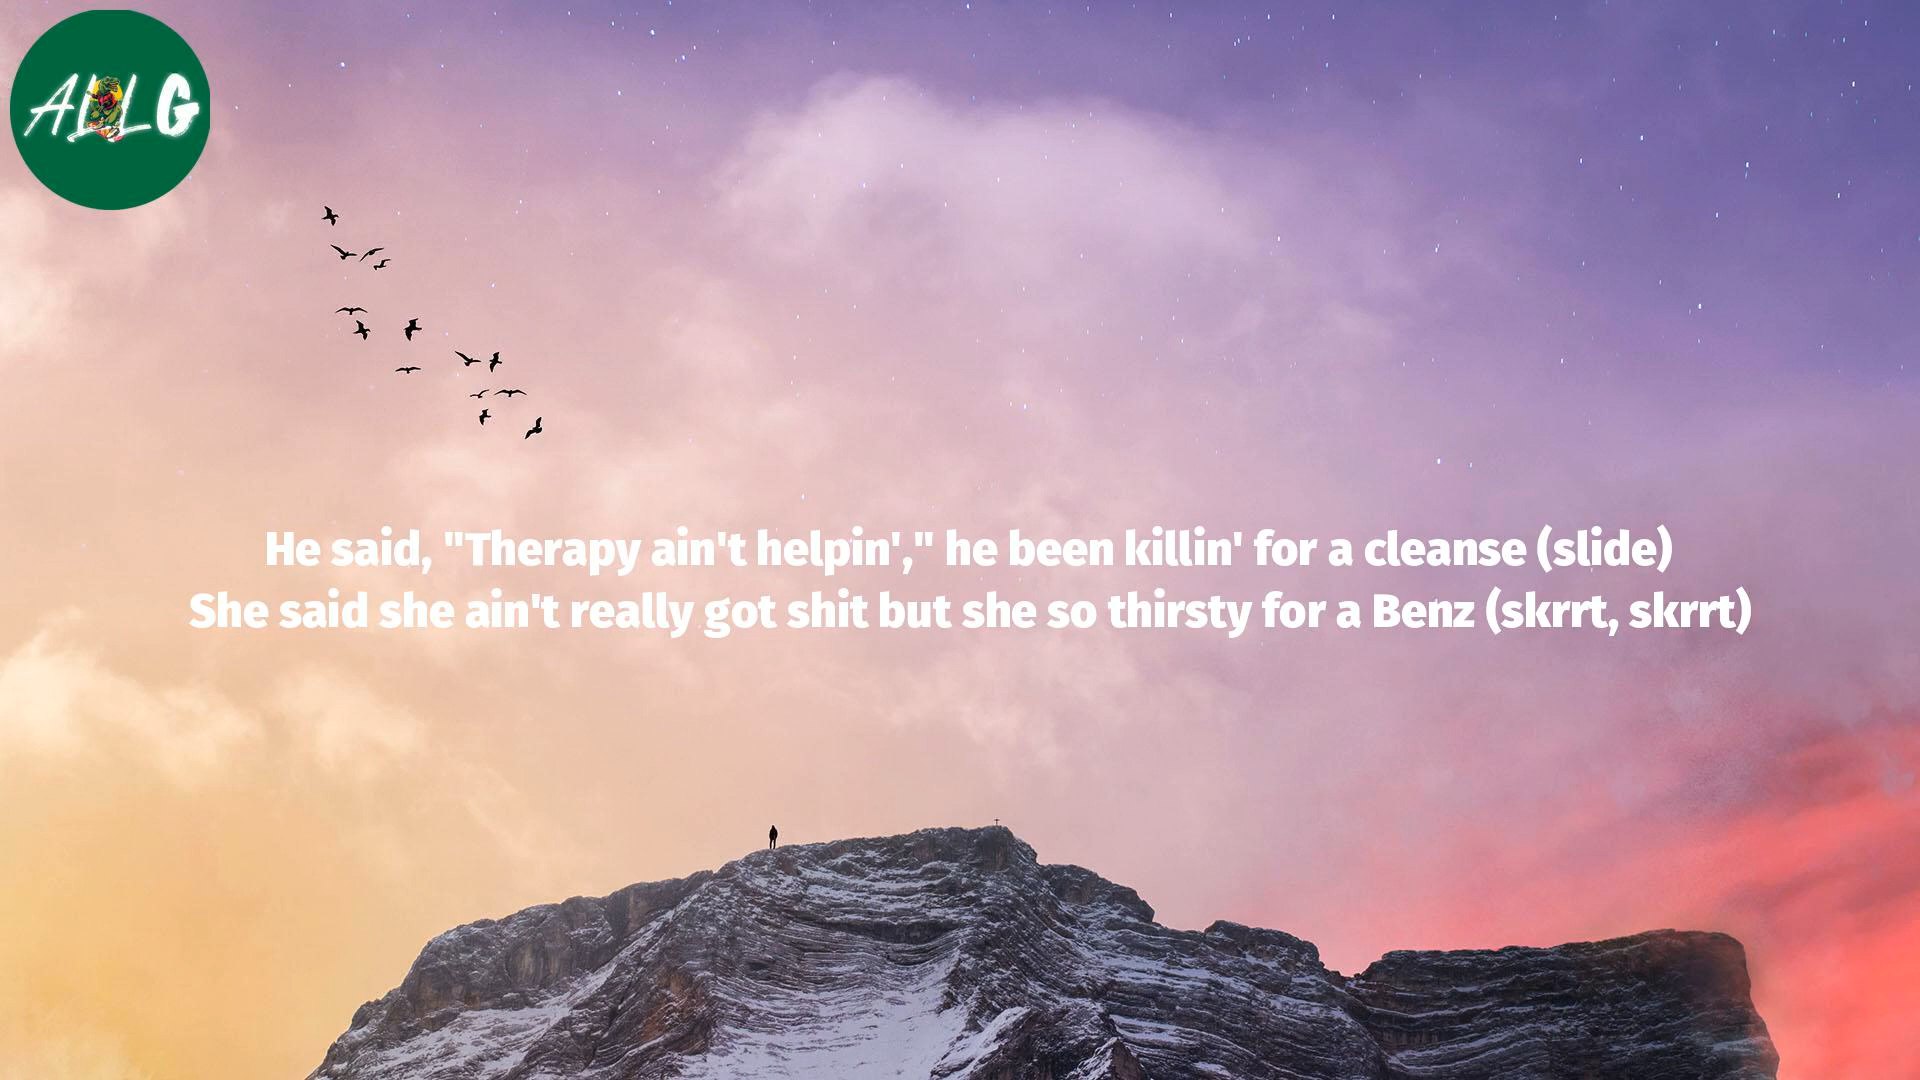 ALLG
He said, "Therapy ain't helpin'," he been killin' for a cleanse (slide)
She said she ain't really got shit but she so thirsty for a Benz (skrrt, skrrt)